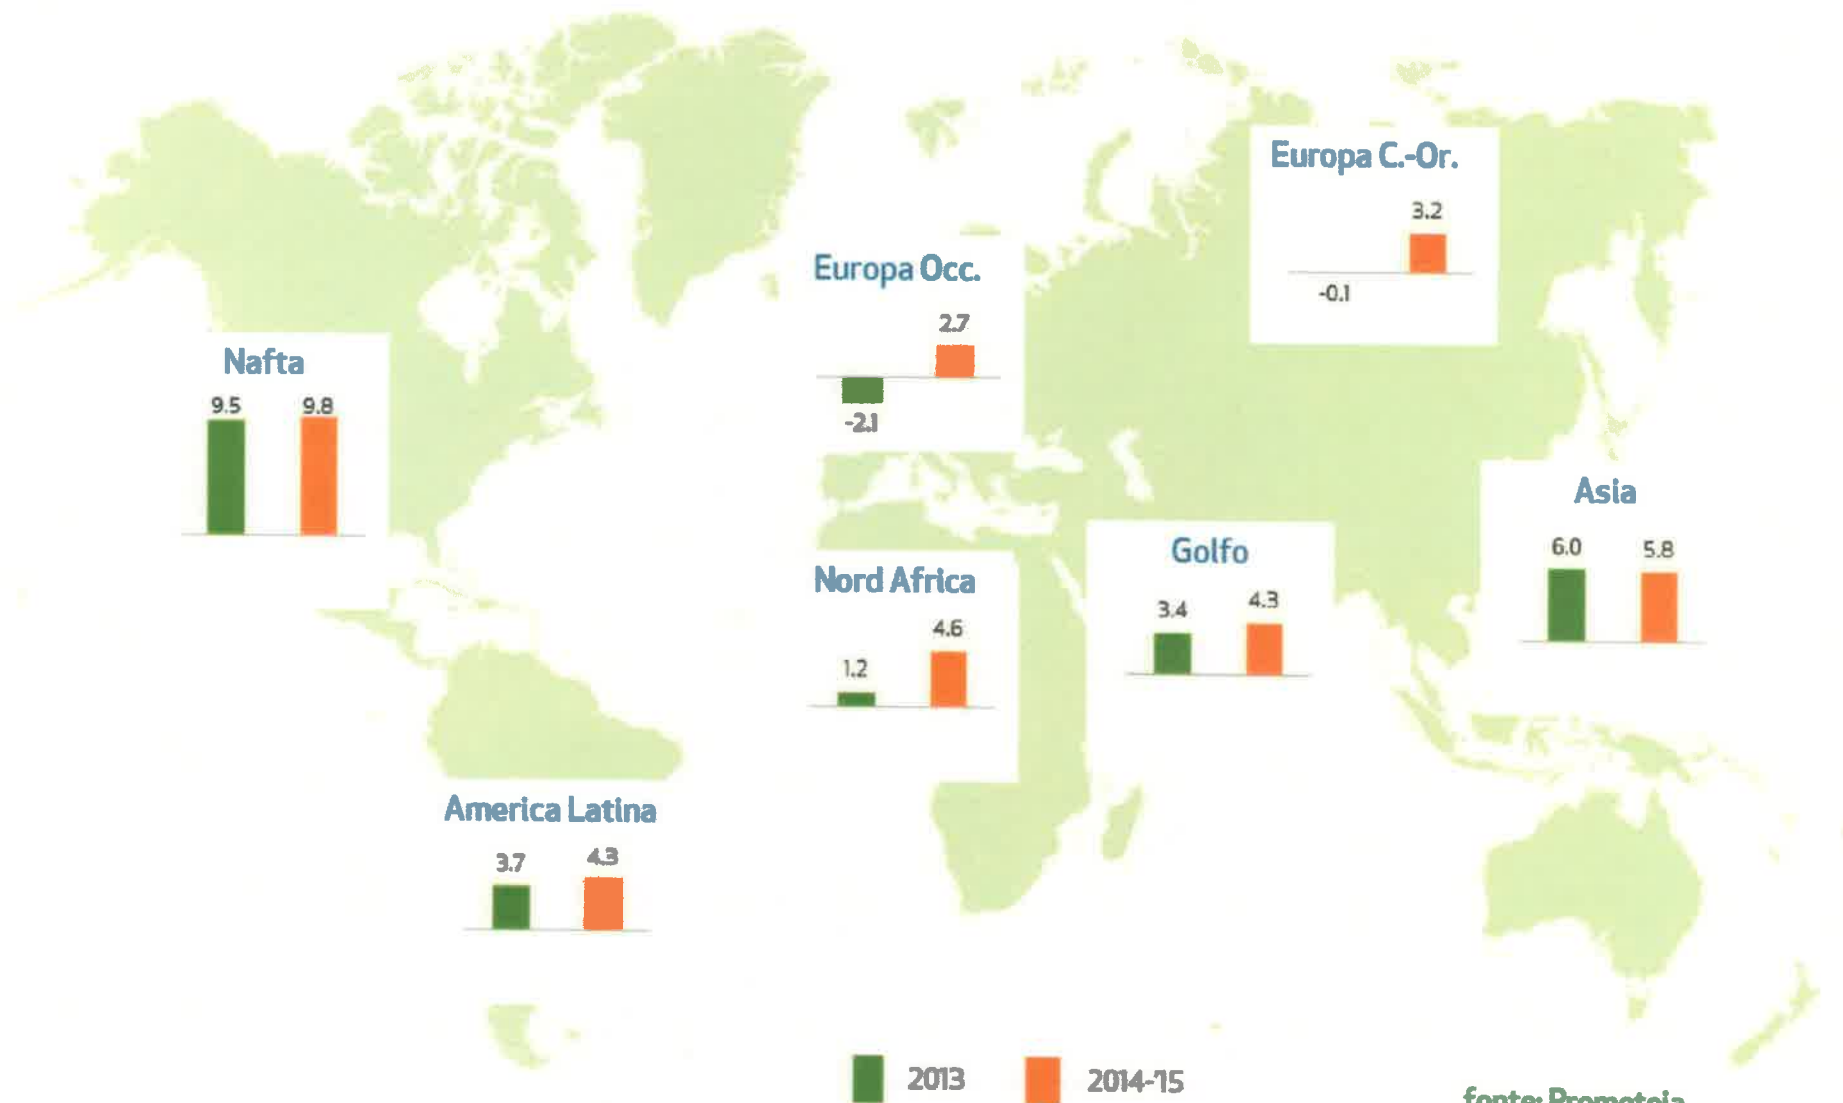 Europa C.-Or.
3.2
-0.1
Europa Occ.
2.7
-2.1
Nafta
9.5 9.8
Asia
6.0 5.8
Golfo
3.4 4.3
Nord Africa
1.2 4.6
America Latina
3.7 4.3
2013 2014-'15
fonte: Prometeia